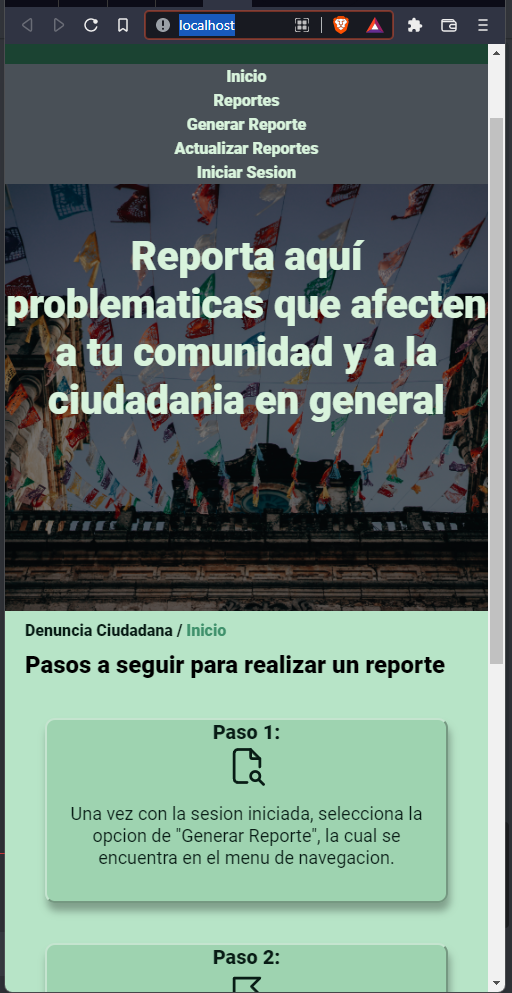 localhost
Inicio
Reportes
Generar Reporte
Actualizar Reportes
Iniciar Sesion
Reporta aquí
problematicas que afecten
a tu comunidad y a la
ciudadania en general
Denuncia Ciudadana / Inicio
Pasos a seguir para realizar un reporte
Paso 1:
Una vez con la sesion iniciada, selecciona la
opcion de "Generar Reporte", la cual se
encuentra en el menu de navegacion.
Paso 2: